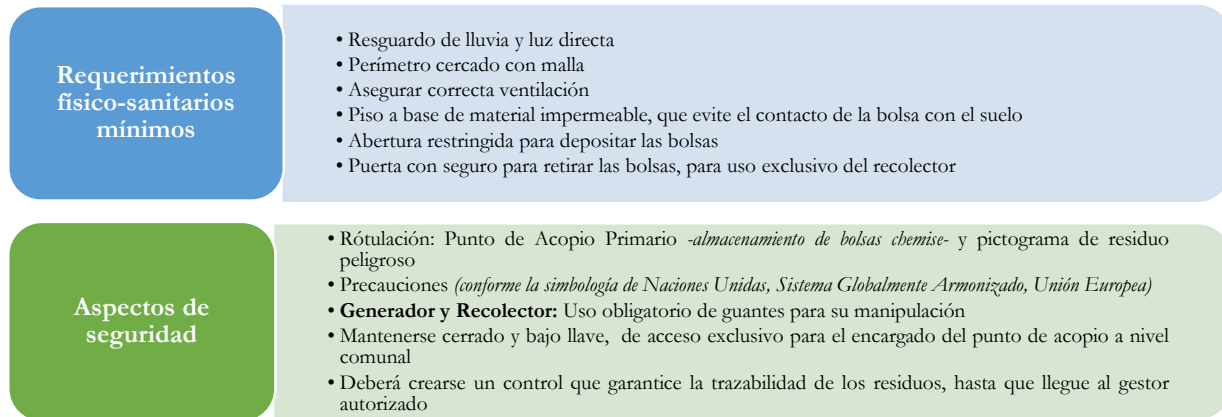 Requerimientos
físico-sanitarios
mínimos
• Resguardo de lluvia y luz directa
• Perímetro cercado con malla
• Asegurar correcta ventilación
• Piso a base de material impermeable, que evite el contacto de la bolsa con el suelo
• Abertura restringida para depositar las bolsas
• Puerta con seguro para retirar las bolsas, para uso exclusivo del recolector
Aspectos de
seguridad
• Rótulación: Punto de Acopio Primario -almacenamiento de bolsas chemise- y pictograma de residuo
peligroso
• Precauciones (conforme la simbología de Naciones Unidas, Sistema Globalmente Armonizado, Unión Europea)
• Generador y Recolector: Uso obligatorio de guantes para su manipulación
• Mantenerse cerrado y bajo llave, de acceso exclusivo para el encargado del punto de acopio a nivel
comunal
• Deberá crearse un control que garantice la trazabilidad de los residuos, hasta que llegue al gestor
autorizado